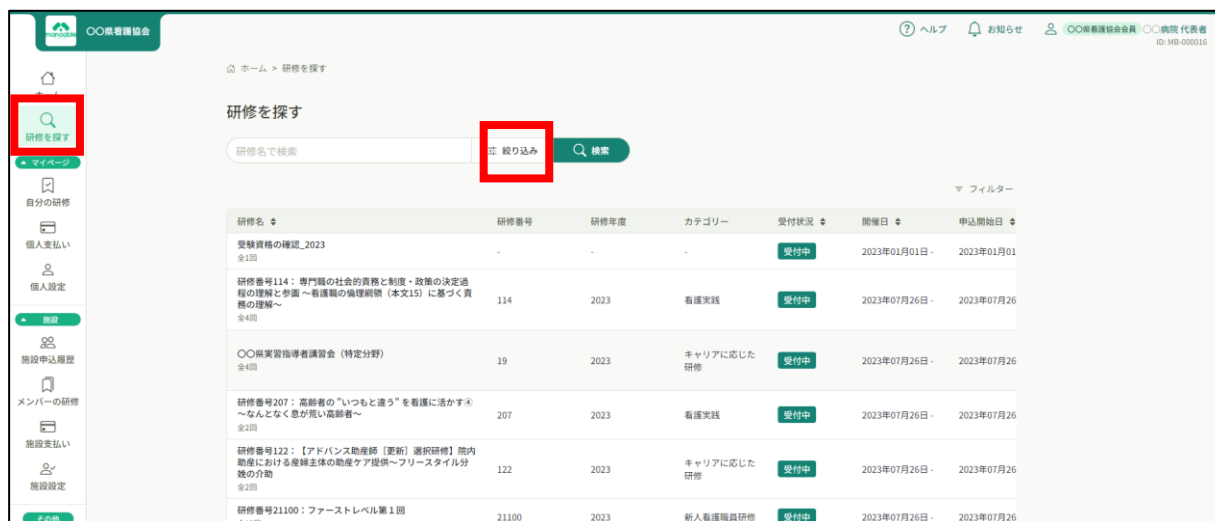 manaable
〇〇県看護協会
ヘルプ
お知らせ
〇〇県看護協会会員
〇〇病院 代表者
ID: MB-000016
ホーム > 研修を探す
研修を探す
マイページ
自分の研修
個人支払い
個人設定
施設
施設申込履歴
メンバーの研修
施設支払い
施設設定
その他
研修を探す
研修名で検索
絞り込み
検索
フィルター
研修名 研修番号 研修年度 カテゴリー 受付状況 開催日 申込開始日
受験資格の確認_2023
全1回
- - - 受付中 2023年01月01日 - 2023年01月01
研修番号114： 専門職の社会的責務と制度・政策の決定過
程の理解と参画 ～看護職の倫理綱領（本文15）に基づく責
務の理解～
全4回
114 2023 看護実践 受付中 2023年07月26日 - 2023年07月26
〇〇県実習指導者講習会（特定分野）
全4回
19 2023 キャリアに応じた
研修
受付中 2023年07月26日 - 2023年07月26
研修番号207： 高齢者の "いつもと違う" を看護に活かす④
～なんとなく息が荒い高齢者～
全2回
207 2023 看護実践 受付中 2023年07月26日 - 2023年07月26
研修番号122：【アドバンス助産師［更新］選択研修】院内
助産における産婦主体の助産ケア提供～フリースタイル分
娩の介助
全2回
122 2023 キャリアに応じた
研修
受付中 2023年07月26日 - 2023年07月26
研修番号21100：ファーストレベル第１回
21100 2023 新人看護職員研修 受付中 2023年07月26日 - 2023年07月26